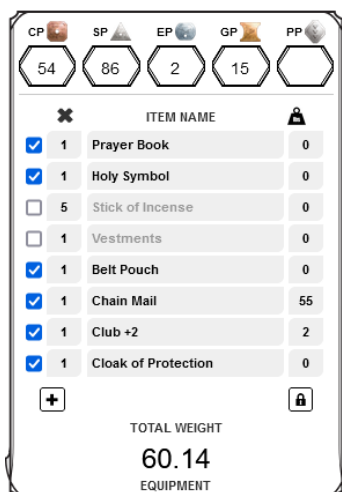 CP SP EP GP PP
54 86 2 15
ITEM NAME
1 Prayer Book 0
1 Holy Symbol 0
5 Stick of Incense 0
1 Vestments 0
1 Belt Pouch 0
1 Chain Mail 55
1 Club +2 2
1 Cloak of Protection 0
TOTAL WEIGHT
60.14
EQUIPMENT